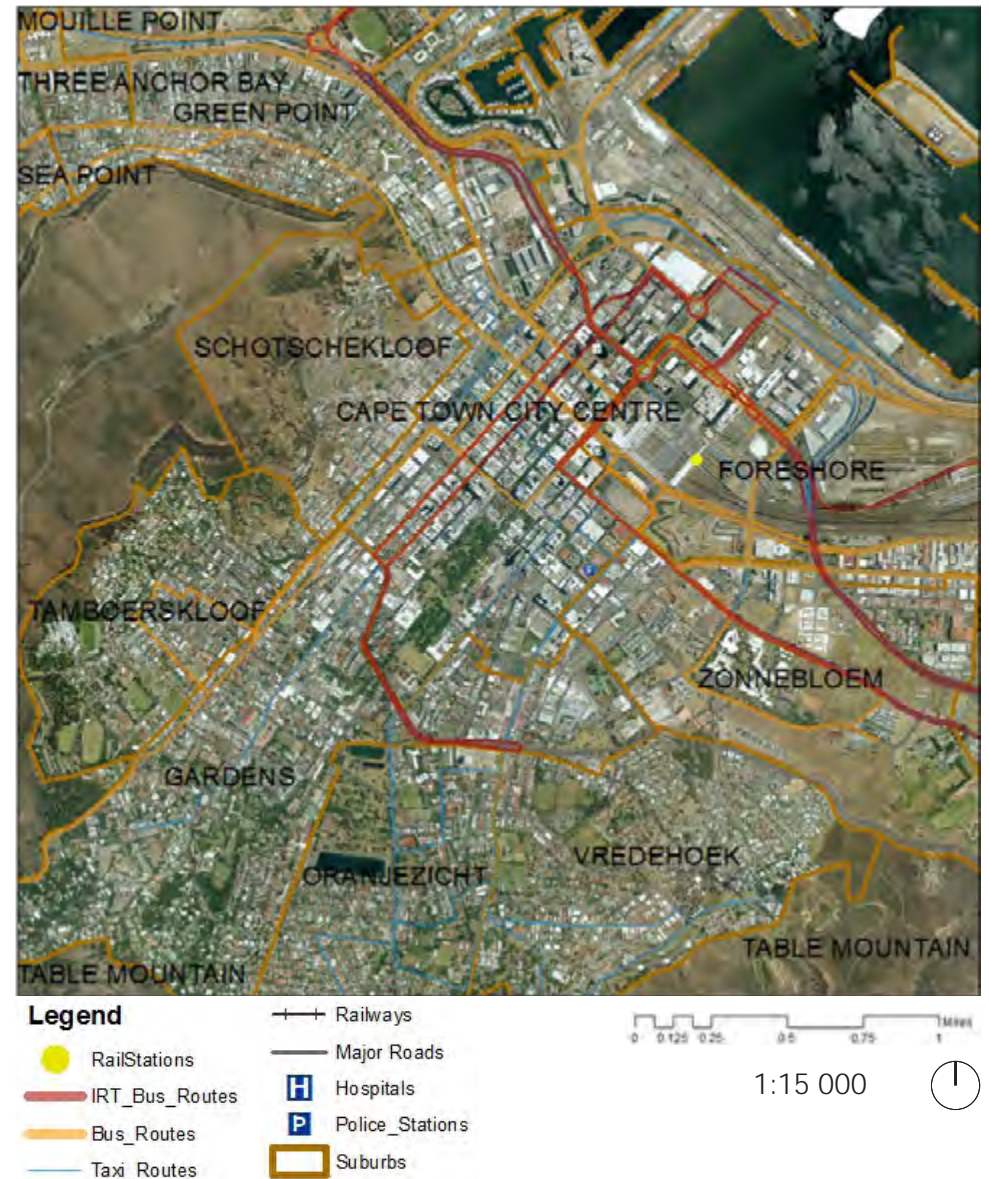 MOUILLE POINT
THREE ANCHOR BAY
GREEN POINT
SEA POINT
SCHOTSCHEKLOOF
CAPE TOWN CITY CENTRE
FORESHORE
TAMBOERSKLOOF
ZONNEBLOEM
GARDENS
VREDEHOEK
ORANJEZICHT
TABLE MOUNTAIN
TABLE MOUNTAIN
Legend
RailStations
IRT_Bus_Routes
Bus_Routes
Taxi_Routes
Railways
Major Roads
H Hospitals
P Police_Stations
Suburbs
Miles
0 0.125 0.25 0.5 0.75 1
1:15 000